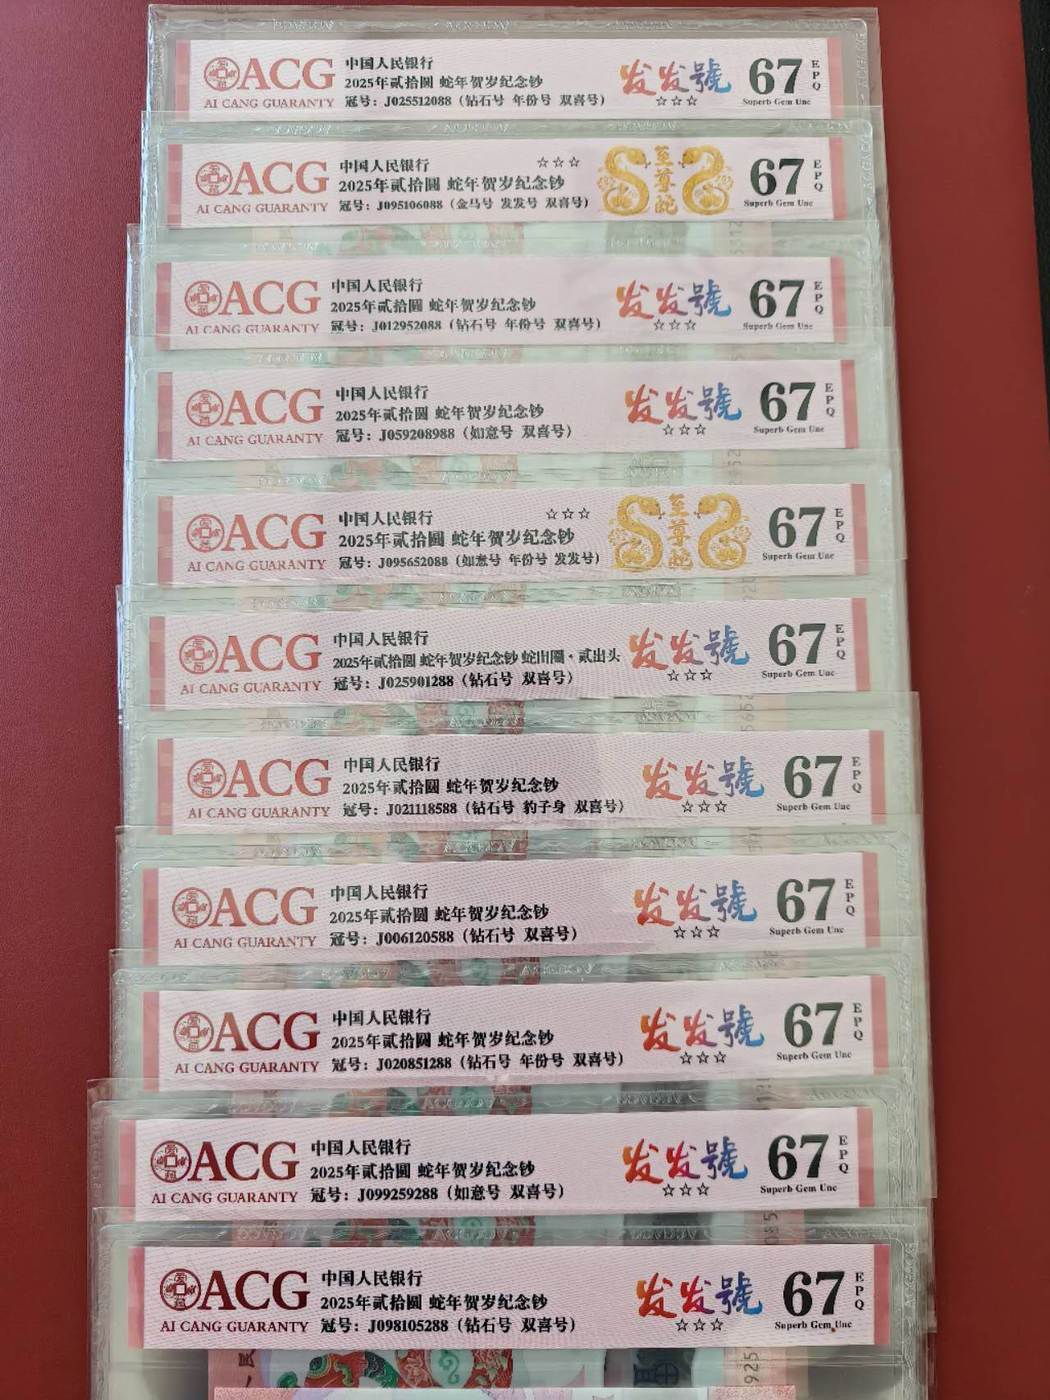 ACG
AI CANG GUARANTY
中国人民银行
2025年贰拾圆 蛇年贺岁纪念钞
冠号：J025512088（钻石号 年份号 双喜号）
发发號
☆☆☆
67
EPQ
Superb Gem Unc
ACG
AI CANG GUARANTY
中国人民银行
☆☆☆
2025年贰拾圆 蛇年贺岁纪念钞
冠号：J095106088（金马号 发发号 双喜号）
至尊蛇
67
EPQ
Superb Gem Unc
ACG
AI CANG GUARANTY
中国人民银行
2025年贰拾圆 蛇年贺岁纪念钞
冠号：J012952088（钻石号 年份号 双喜号）
发发號
☆☆☆
67
EPQ
Superb Gem Unc
ACG
AI CANG GUARANTY
中国人民银行
2025年贰拾圆 蛇年贺岁纪念钞
冠号：J059208988（如意号 双喜号）
发发號
☆☆☆
67
EPQ
Superb Gem Unc
ACG
AI CANG GUARANTY
中国人民银行
☆☆☆
2025年贰拾圆 蛇年贺岁纪念钞
冠号：J095652088（如意号 年份号 发发号）
至尊蛇
67
EPQ
Superb Gem Unc
ACG
AI CANG GUARANTY
中国人民银行
2025年贰拾圆 蛇年贺岁纪念钞 蛇出圈·贰出头
冠号：J025901288（钻石号 双喜号）
发发號
☆☆☆
67
EPQ
Superb Gem Unc
ACG
AI CANG GUARANTY
中国人民银行
2025年贰拾圆 蛇年贺岁纪念钞
冠号：J021118588（钻石号 豹子身 双喜号）
发发號
☆☆☆
67
EPQ
Superb Gem Unc
ACG
AI CANG GUARANTY
中国人民银行
2025年贰拾圆 蛇年贺岁纪念钞
冠号：J006120588（钻石号 双喜号）
发发號
☆☆☆
67
EPQ
Superb Gem Unc
ACG
AI CANG GUARANTY
中国人民银行
2025年贰拾圆 蛇年贺岁纪念钞
冠号：J020851288（钻石号 年份号 双喜号）
发发號
☆☆☆
67
EPQ
Superb Gem Unc
ACG
AI CANG GUARANTY
中国人民银行
2025年贰拾圆 蛇年贺岁纪念钞
冠号：J099259288（如意号 双喜号）
发发號
☆☆☆
67
EPQ
Superb Gem Unc
ACG
AI CANG GUARANTY
中国人民银行
2025年贰拾圆 蛇年贺岁纪念钞
冠号：J098105288（钻石号 双喜号）
发发號
☆☆☆
67
EPQ
Superb Gem Unc